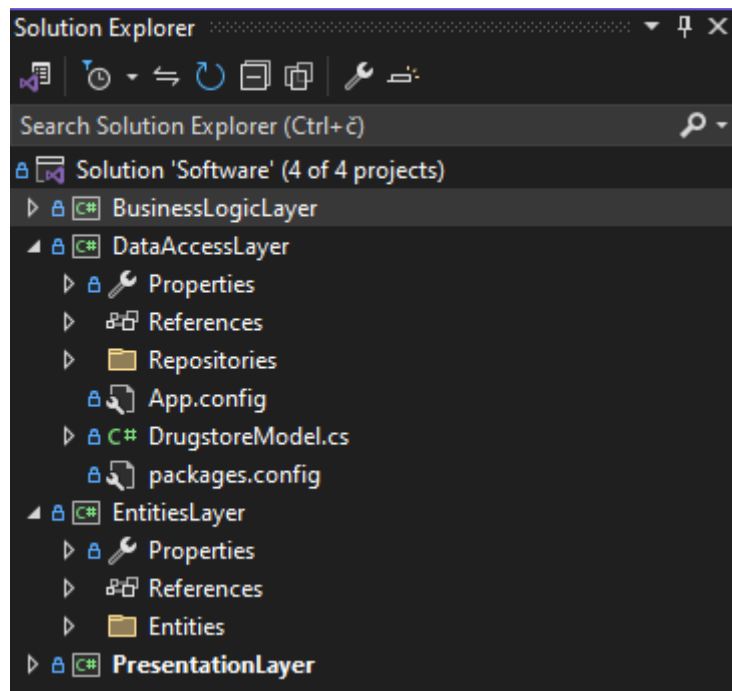 Solution Explorer
Search Solution Explorer (Ctrl+č)
Solution 'Software' (4 of 4 projects)
C# BusinessLogicLayer
C# DataAccessLayer
Properties
References
Repositories
App.config
C# DrugstoreModel.cs
packages.config
C# EntitiesLayer
Properties
References
Entities
C# PresentationLayer